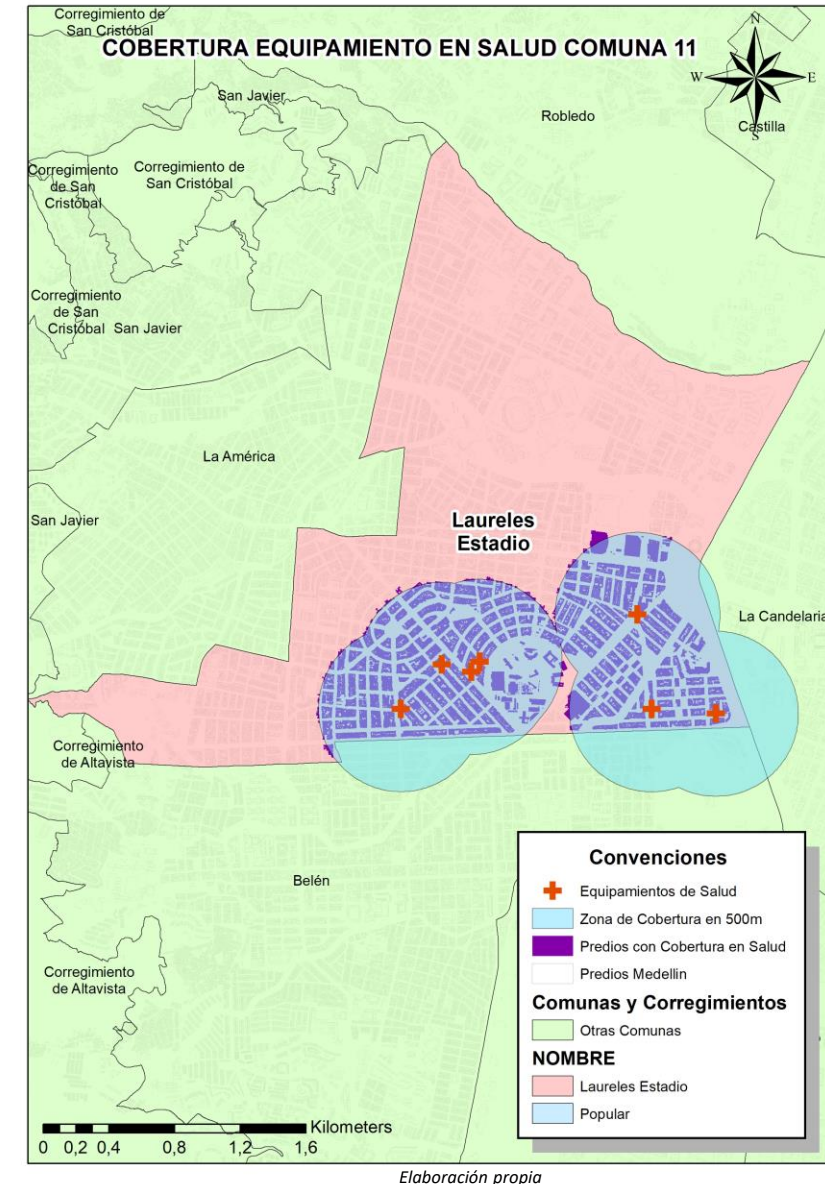 Corregimiento de
San Cristóbal
COBERTURA EQUIPAMIENTO EN SALUD COMUNA 11
N
W
E
S
San Javier
Robledo
Castilla
Corregimiento
de San
Cristóbal
Corregimiento de
San Cristóbal
Corregimiento
de San
Cristóbal
San Javier
La América
San Javier
Laureles
Estadio
La Candelaria
Corregimiento
de Altavista
Belén
Corregimiento
de Altavista
Convenciones
Equipamientos de Salud
Zona de Cobertura en 500m
Predios con Cobertura en Salud
Predios Medellin
Comunas y Corregimientos
Otras Comunas
NOMBRE
Laureles Estadio
Popular
Kilometers
0 0,2 0,4 0,8 1,2 1,6
Elaboración propia